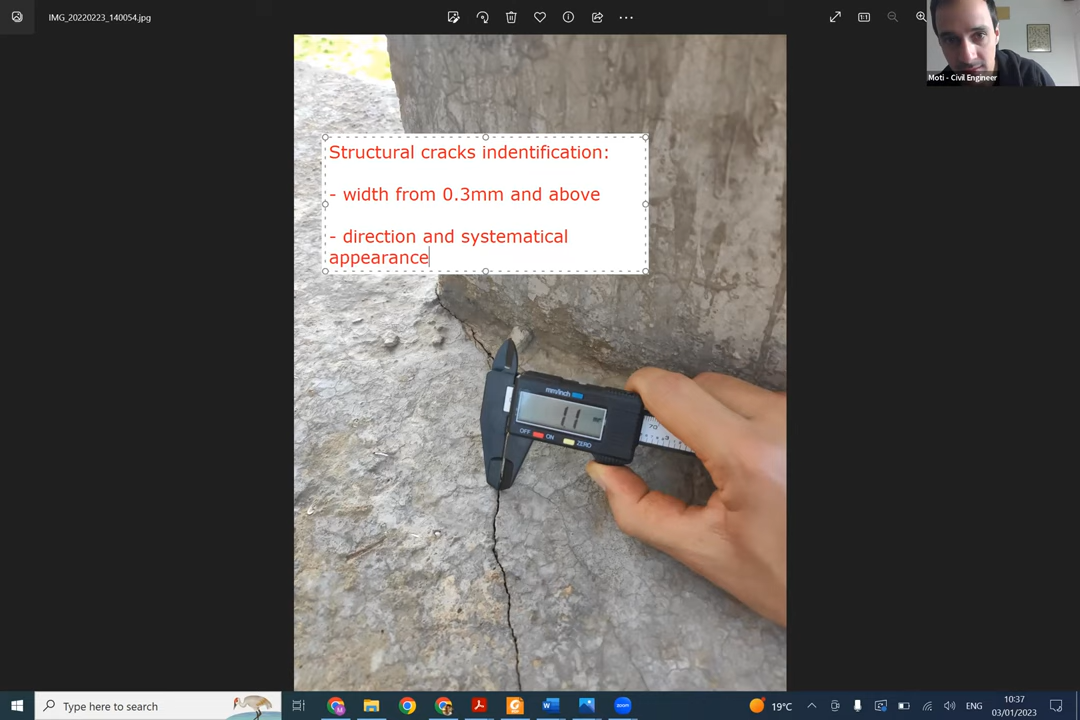 IMG_20220223_140054.jpg
Moti - Civil Engineer
Structural cracks indentification:
- width from 0.3mm and above
- direction and systematical
appearance
mm/inch
1.1
OFF ON ZERO
70°
Type here to search
19°C
ENG
10:37
03/01/2023